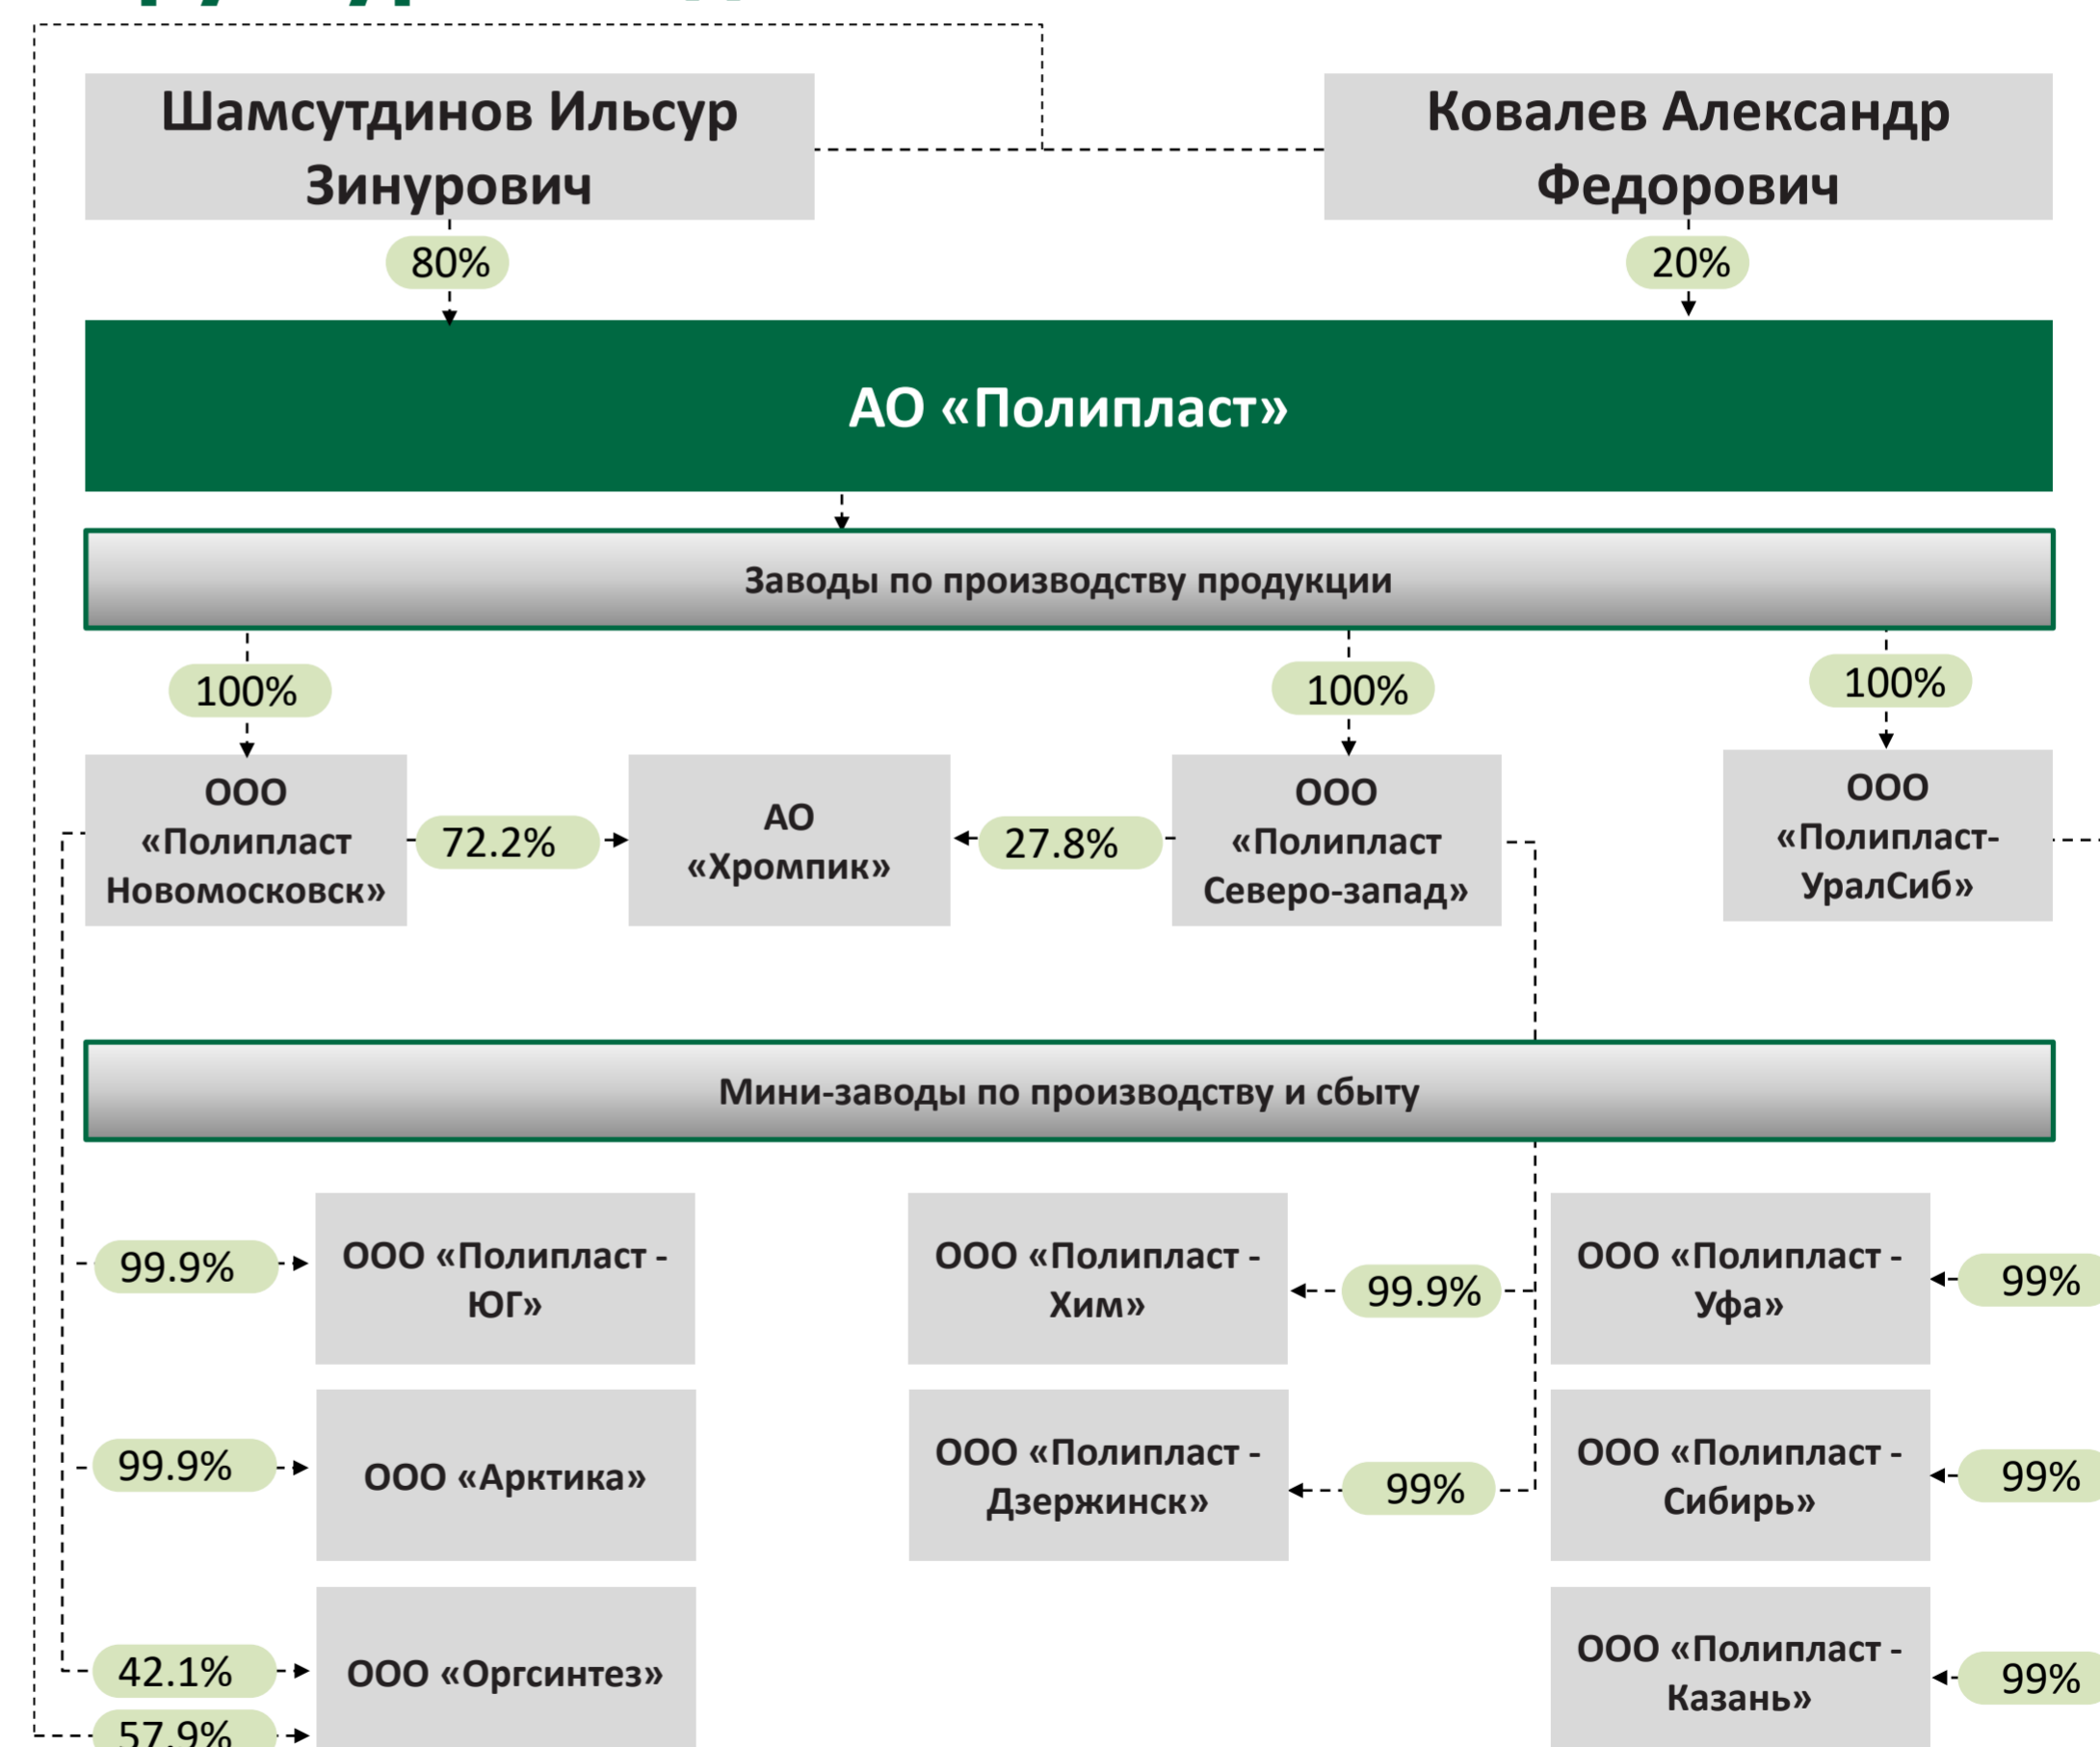 Шамсутдинов Ильсур
Зинурович
Ковалев Александр
Федорович
80%
20%
АО «Полипласт»
Заводы по производству продукции
100%
100%
100%
ООО
«Полипласт
Новомосковск»
72.2%
АО
«Хромпик»
27.8%
ООО
«Полипласт
Северо-запад»
ООО
«Полипласт-
УралСиб»
Мини-заводы по производству и сбыту
99.9%
ООО «Полипласт -
ЮГ»
ООО «Полипласт -
Хим»
99.9%
ООО «Полипласт -
Уфа»
99%
99.9%
ООО «Арктика»
ООО «Полипласт -
Дзержинск»
99%
ООО «Полипласт -
Сибирь»
99%
42.1%
57.9%
ООО «Оргсинтез»
ООО «Полипласт -
Казань»
99%